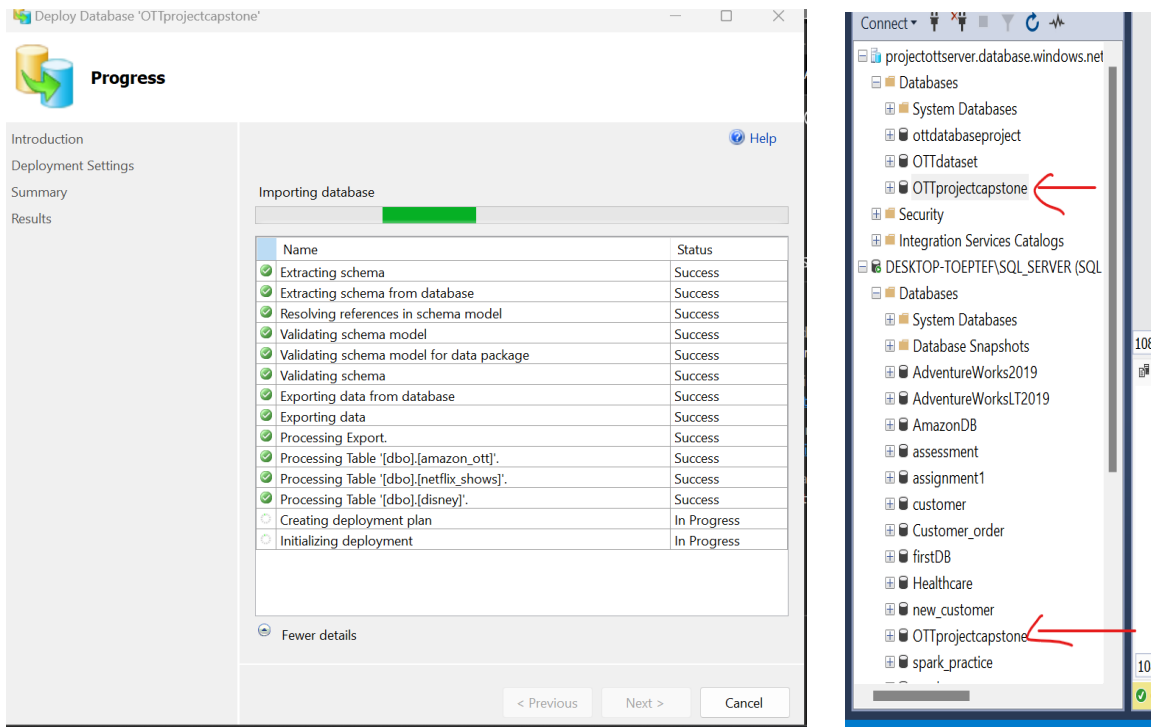 Deploy Database 'OTTprojectcapstone'
Progress
Introduction
Deployment Settings
Summary
Results
Help
Importing database
Name Status
Extracting schema Success
Extracting schema from database Success
Resolving references in schema model Success
Validating schema model Success
Validating schema model for data package Success
Validating schema Success
Exporting data from database Success
Exporting data Success
Processing Export. Success
Processing Table '[dbo].[amazon_ott]'. Success
Processing Table '[dbo].[netflix_shows]'. Success
Processing Table '[dbo].[disney]'. Success
Creating deployment plan In Progress
Initializing deployment In Progress
Fewer details
< Previous Next > Cancel
Connect
projectottserver.database.windows.net
Databases
System Databases
ottdatabaseproject
OTTdataset
OTTprojectcapstone
Security
Integration Services Catalogs
DESKTOP-TOEPTEF\SQL_SERVER (SQL
Databases
System Databases
Database Snapshots
AdventureWorks2019
AdventureWorksLT2019
AmazonDB
assessment
assignment1
customer
Customer_order
firstDB
Healthcare
new_customer
OTTprojectcapstone
spark_practice